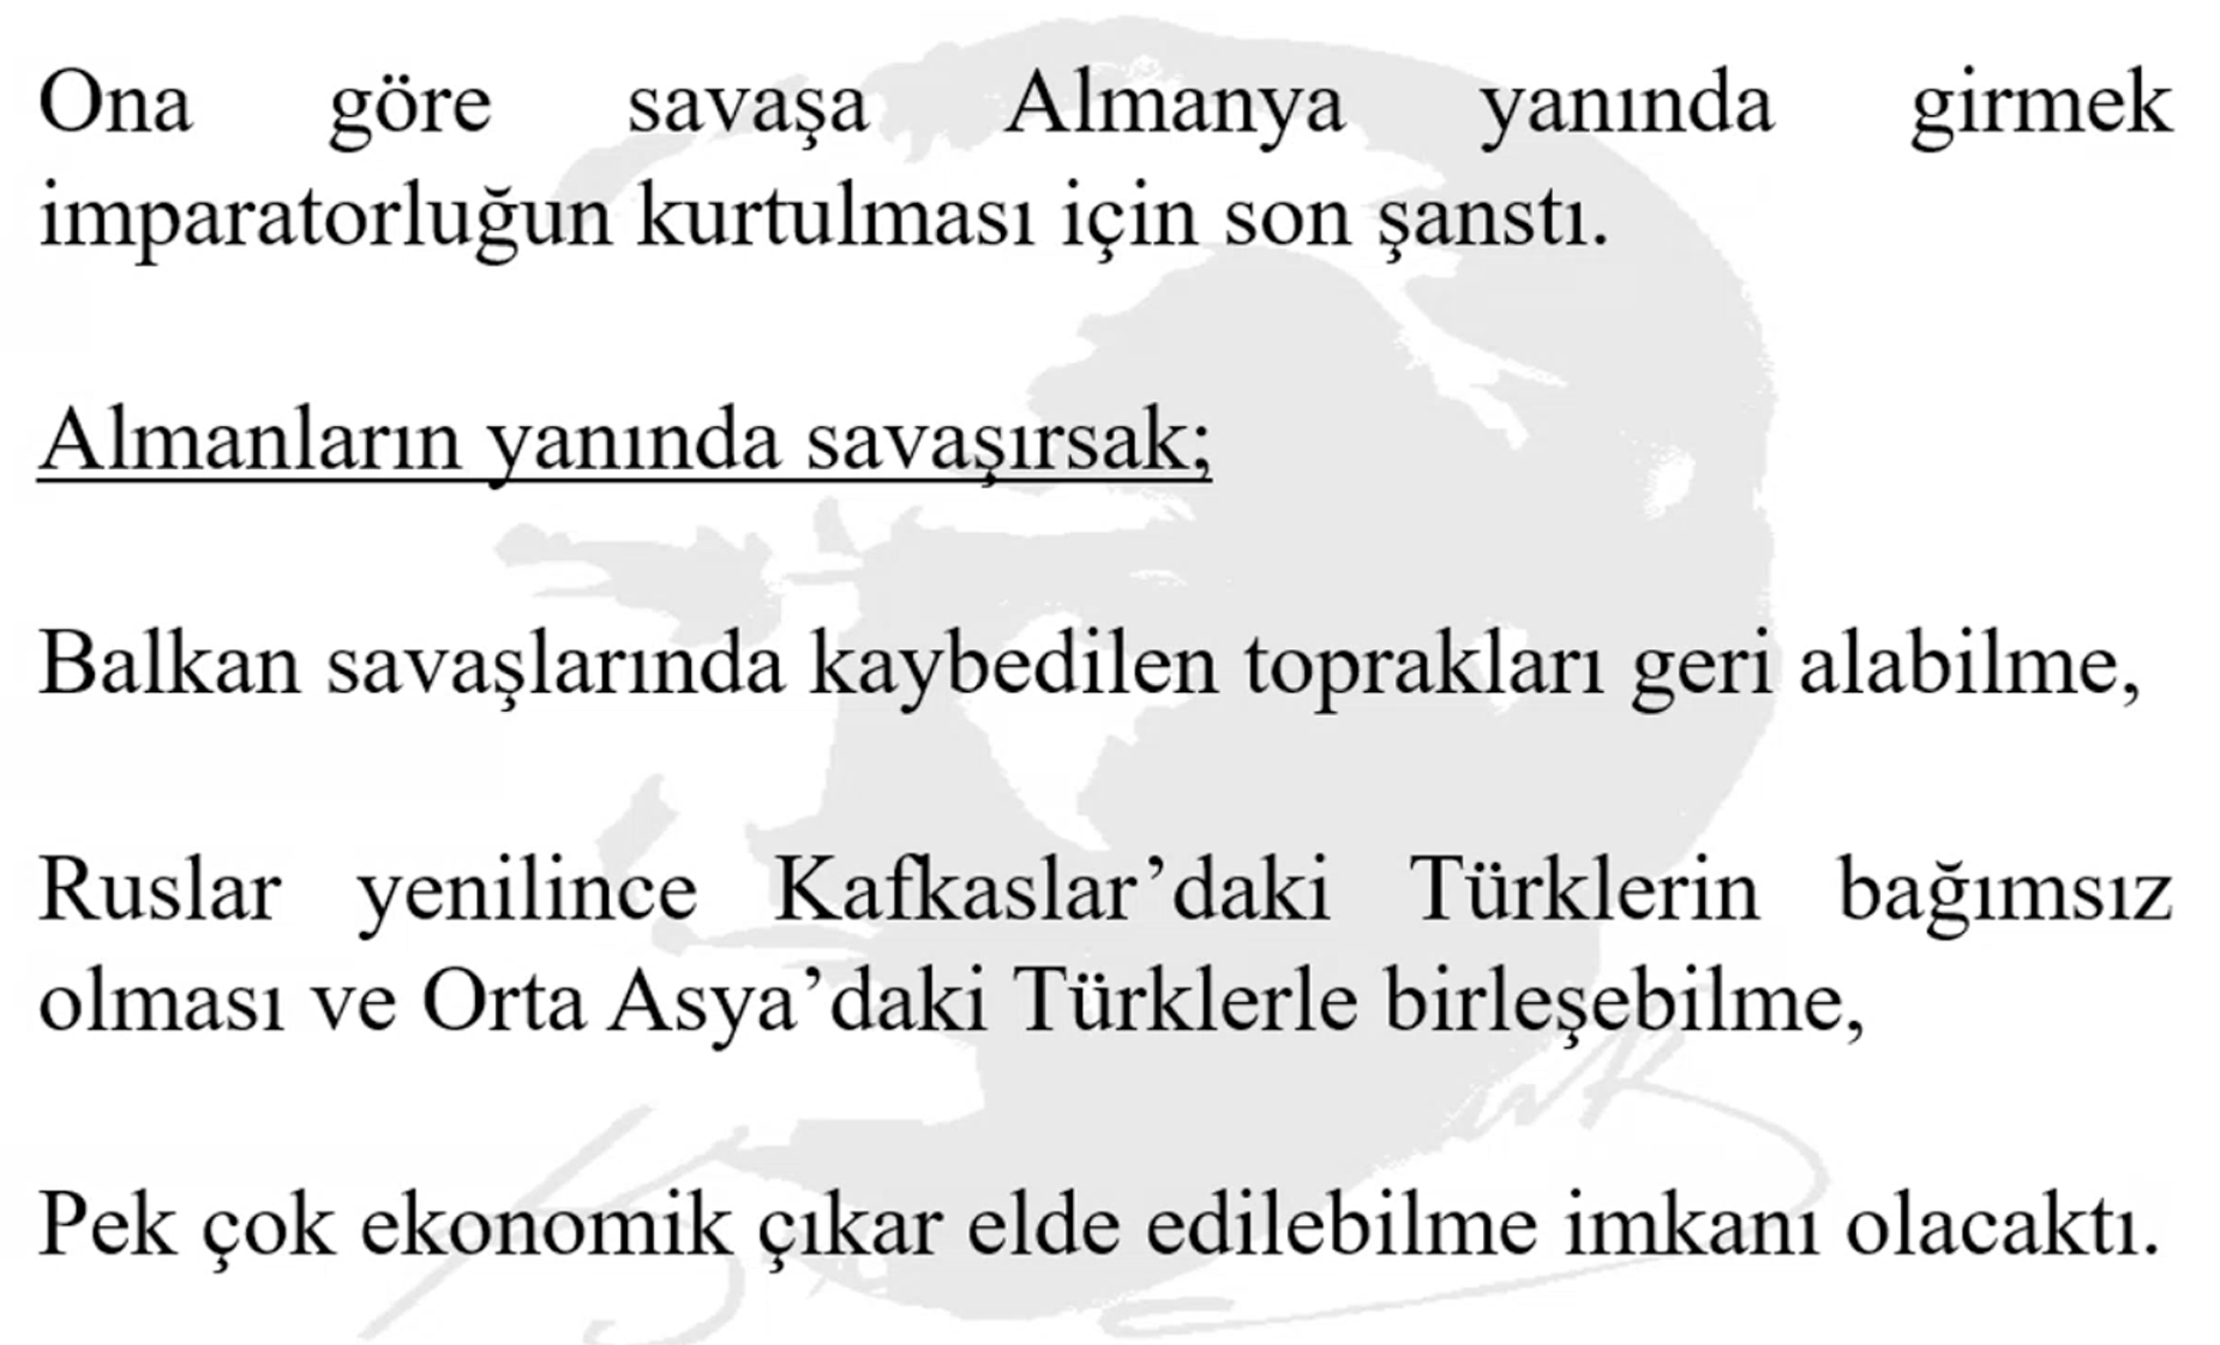 Ona göre savaşa Almanya yanında girmek
imparatorluğun kurtulması için son şanstı.
Almanların yanında savaşırsak;
Balkan savaşlarında kaybedilen toprakları geri alabilme,
Ruslar yenilince Kafkaslar’daki Türklerin bağımsız
olması ve Orta Asya’daki Türklerle birleşebilme,
Pek çok ekonomik çıkar elde edilebilme imkanı olacaktı.